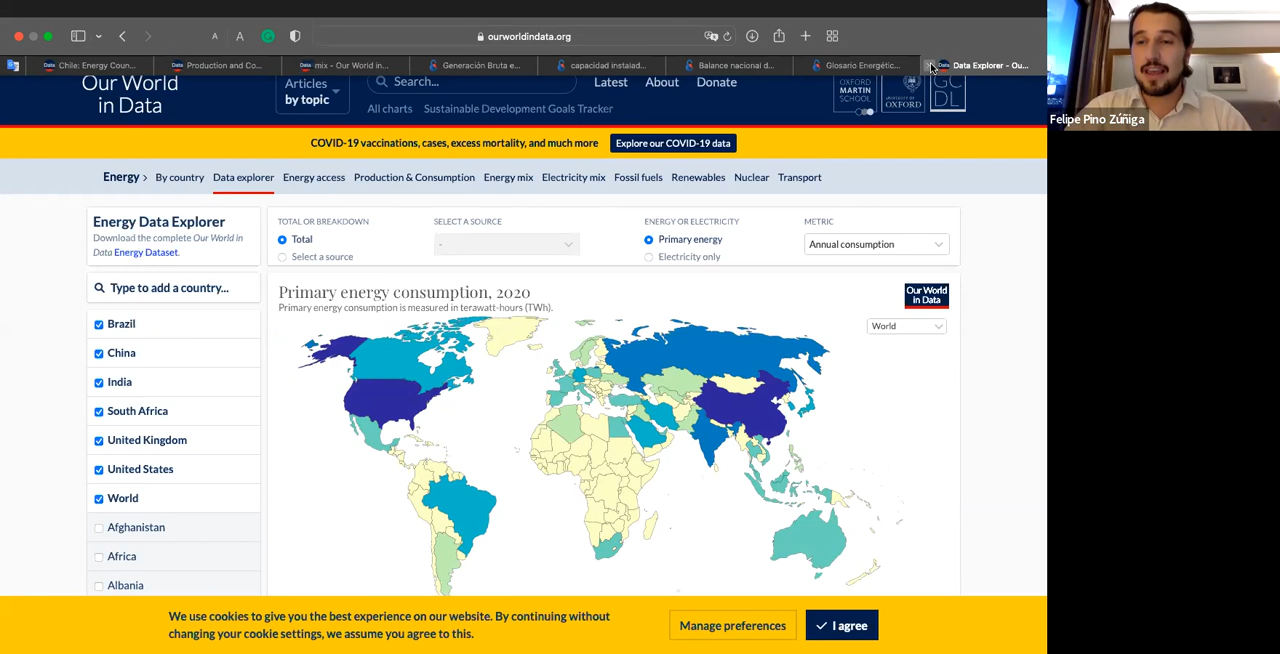 ourworldindata.org
Chile: Energy Coun...
Production and Co...
mix - Our World in...
Generación Bruta e...
capacidad instalad...
Balance nacional d...
Glosario Energétic...
Data Explorer - Ou...
Our World
in Data
Articles
by topic
Search...
Latest
About
Donate
All charts
Sustainable Development Goals Tracker
OXFORD
MARTIN
SCHOOL
UNIVERSITY OF
OXFORD
GC
DL
Felipe Pino Zúñiga
COVID-19 vaccinations, cases, excess mortality, and much more
Explore our COVID-19 data
Energy
By country
Data explorer
Energy access
Production & Consumption
Energy mix
Electricity mix
Fossil fuels
Renewables
Nuclear
Transport
Energy Data Explorer
Download the complete Our World in
Data Energy Dataset.
TOTAL OR BREAKDOWN
Total
Select a source
SELECT A SOURCE
-
ENERGY OR ELECTRICITY
Primary energy
Electricity only
METRIC
Annual consumption
Type to add a country...
Brazil
China
India
South Africa
United Kingdom
United States
World
Afghanistan
Africa
Albania
Primary energy consumption, 2020
Primary energy consumption is measured in terawatt-hours (TWh).
Our World
in Data
World
We use cookies to give you the best experience on our website. By continuing without
changing your cookie settings, we assume you agree to this.
Manage preferences
I agree